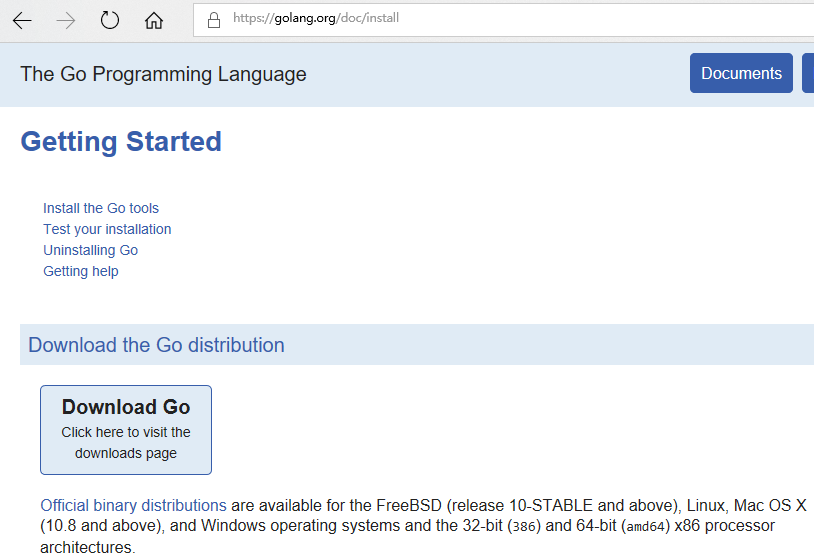 https://golang.org/doc/install
The Go Programming Language
Documents
Getting Started
Install the Go tools
Test your installation
Uninstalling Go
Getting help
Download the Go distribution
Download Go
Click here to visit the
downloads page
Official binary distributions are available for the FreeBSD (release 10-STABLE and above), Linux, Mac OS X
(10.8 and above), and Windows operating systems and the 32-bit (386) and 64-bit (amd64) x86 processor
architectures.